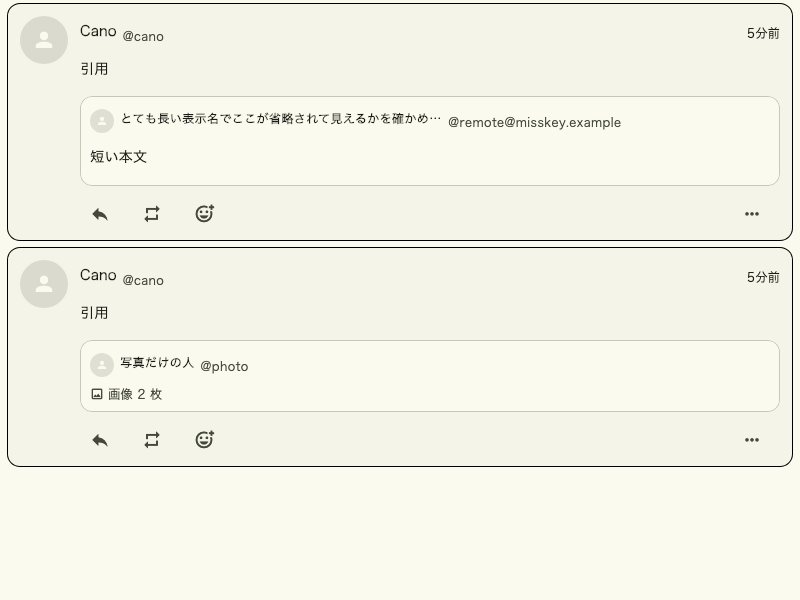 Cano @cano 5分前
引用
とても長い表示名でここが省略されて見えるかを確かめ… @remote@misskey.example
短い本文
Cano @cano 5分前
引用
写真だけの人 @photo
画像 2 枚